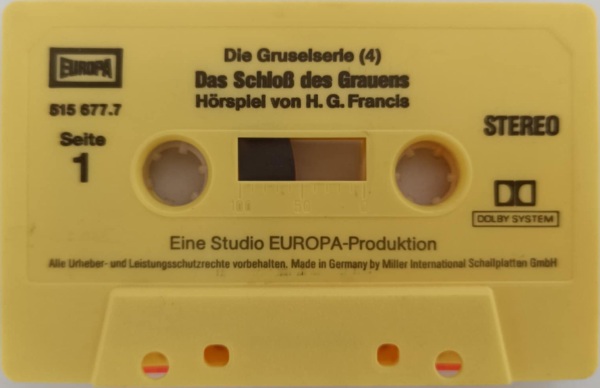 Die Gruselserie (4)
EUROPA
Das Schloß des Grauens
Hörspiel von H. G. Francis
515 677.7
STEREO
Seite
1
50
DOLBY SYSTEM
Eine Studio EUROPA-Produktion
Alle Urheber- und Leistungsschutzrechte vorbehalten. Made in Germany by Miller International Schallplatten GmbH